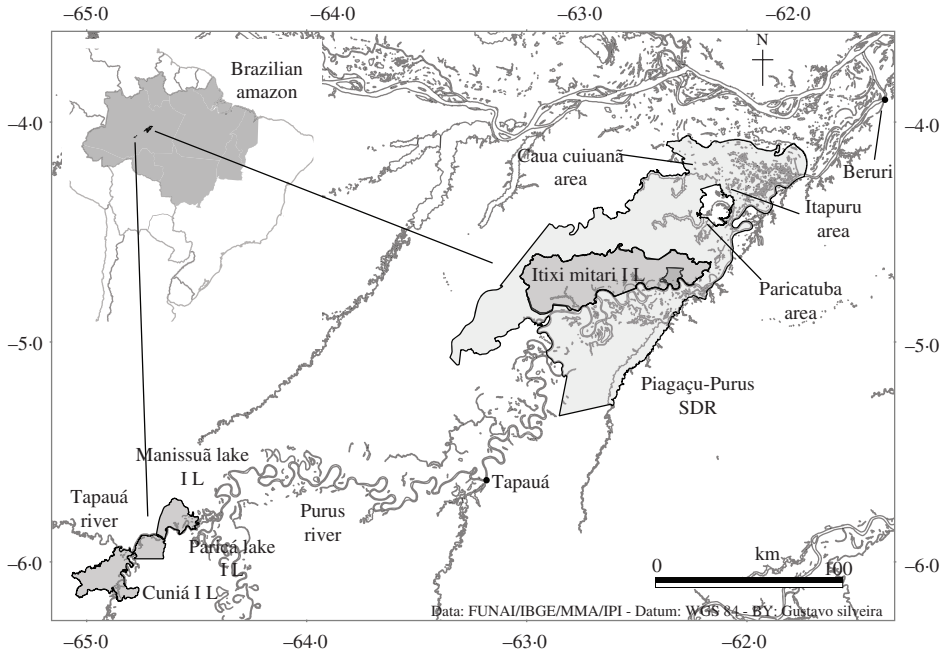 −65·0 −64·0 −63·0 −62·0
N
Brazilian
amazon
−4·0 −4·0
Caua cuiuanã
area
Beruri
Itapuru
area
Itixi mitari I L
Paricatuba
area
−5·0 −5·0
Piagaçu-Purus
SDR
Manissuã lake
I L
Tapauá
Tapauá
river
Purus
river
Paricá lake
I L
−6·0 −6·0
km
0 100
Cuniá I L
Data: FUNAI/IBGE/MMA/IPI - Datum: WGS 84 - BY: Gustavo silveira
−65·0 −64·0 −63·0 −62·0